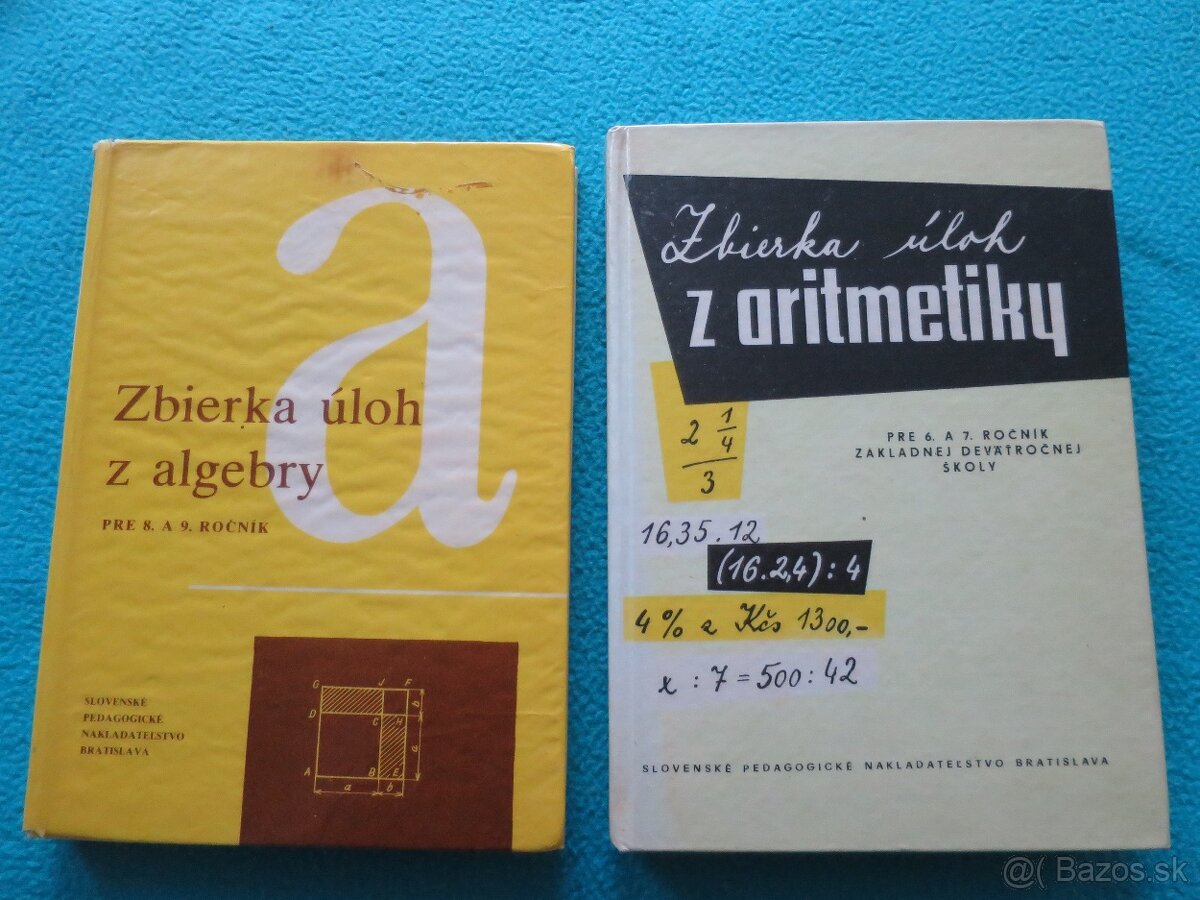 a
Zbierka úloh
z algebry
PRE 8. A 9. ROČNÍK
SLOVENSKÉ
PEDAGOGICKÉ
NAKLADATEĽSTVO
BRATISLAVA
G J F
D C H b
a
A B E
a b
Zbierka úloh
z aritmetiky
PRE 6. A 7. ROČNÍK
ZAKLADNEJ DEVÄŤROČNEJ
ŠKOLY
2 1/4
3
16,35.12
(16.2,4):4
4% z Kčs 1300,-
x : 7 = 500 : 42
SLOVENSKÉ PEDAGOGICKÉ NAKLADATEĽSTVO BRATISLAVA
@( Bazos.sk